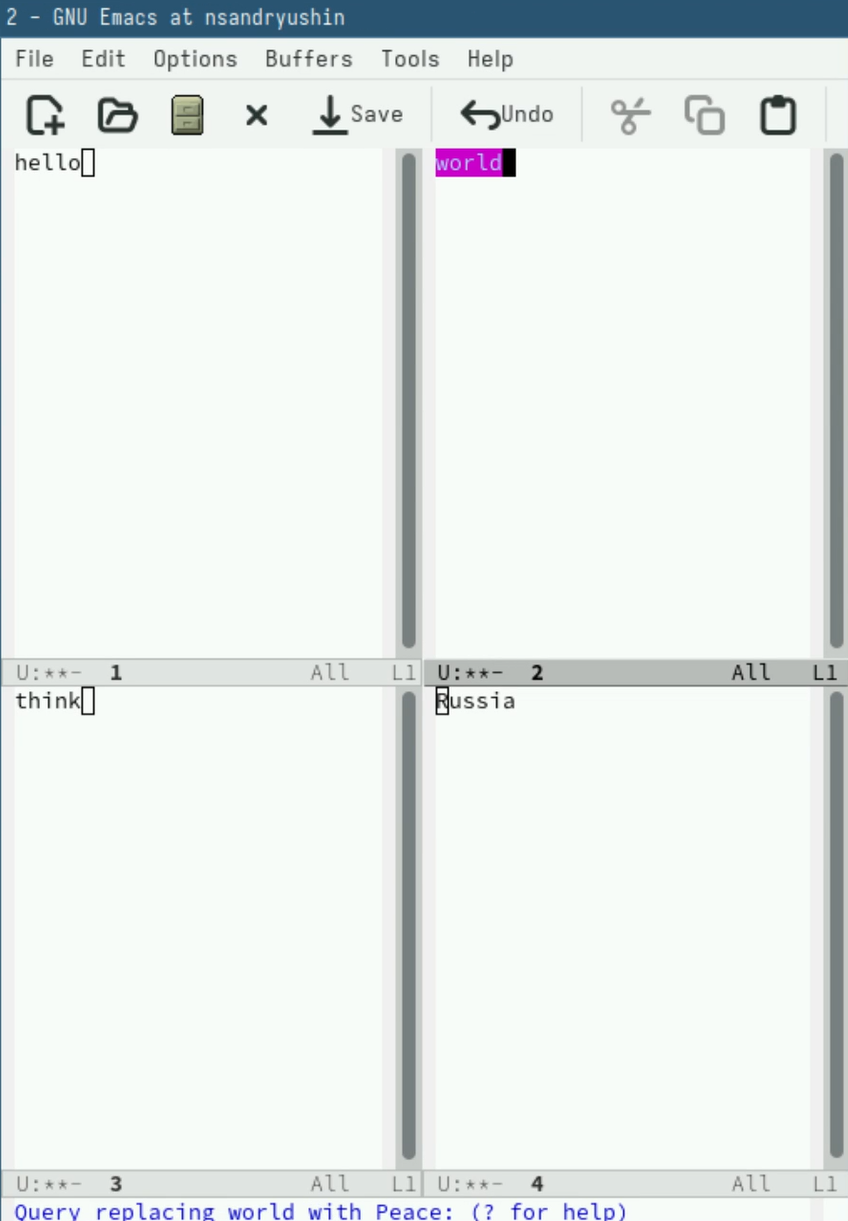 2 - GNU Emacs at nsandryushin
File Edit Options Buffers Tools Help
Save Undo
hello
world
U:**- 1 All L1
U:**- 2 All L1
think
Russia
U:**- 3 All L1
U:**- 4 All L1
Query replacing world with Peace: (? for help)